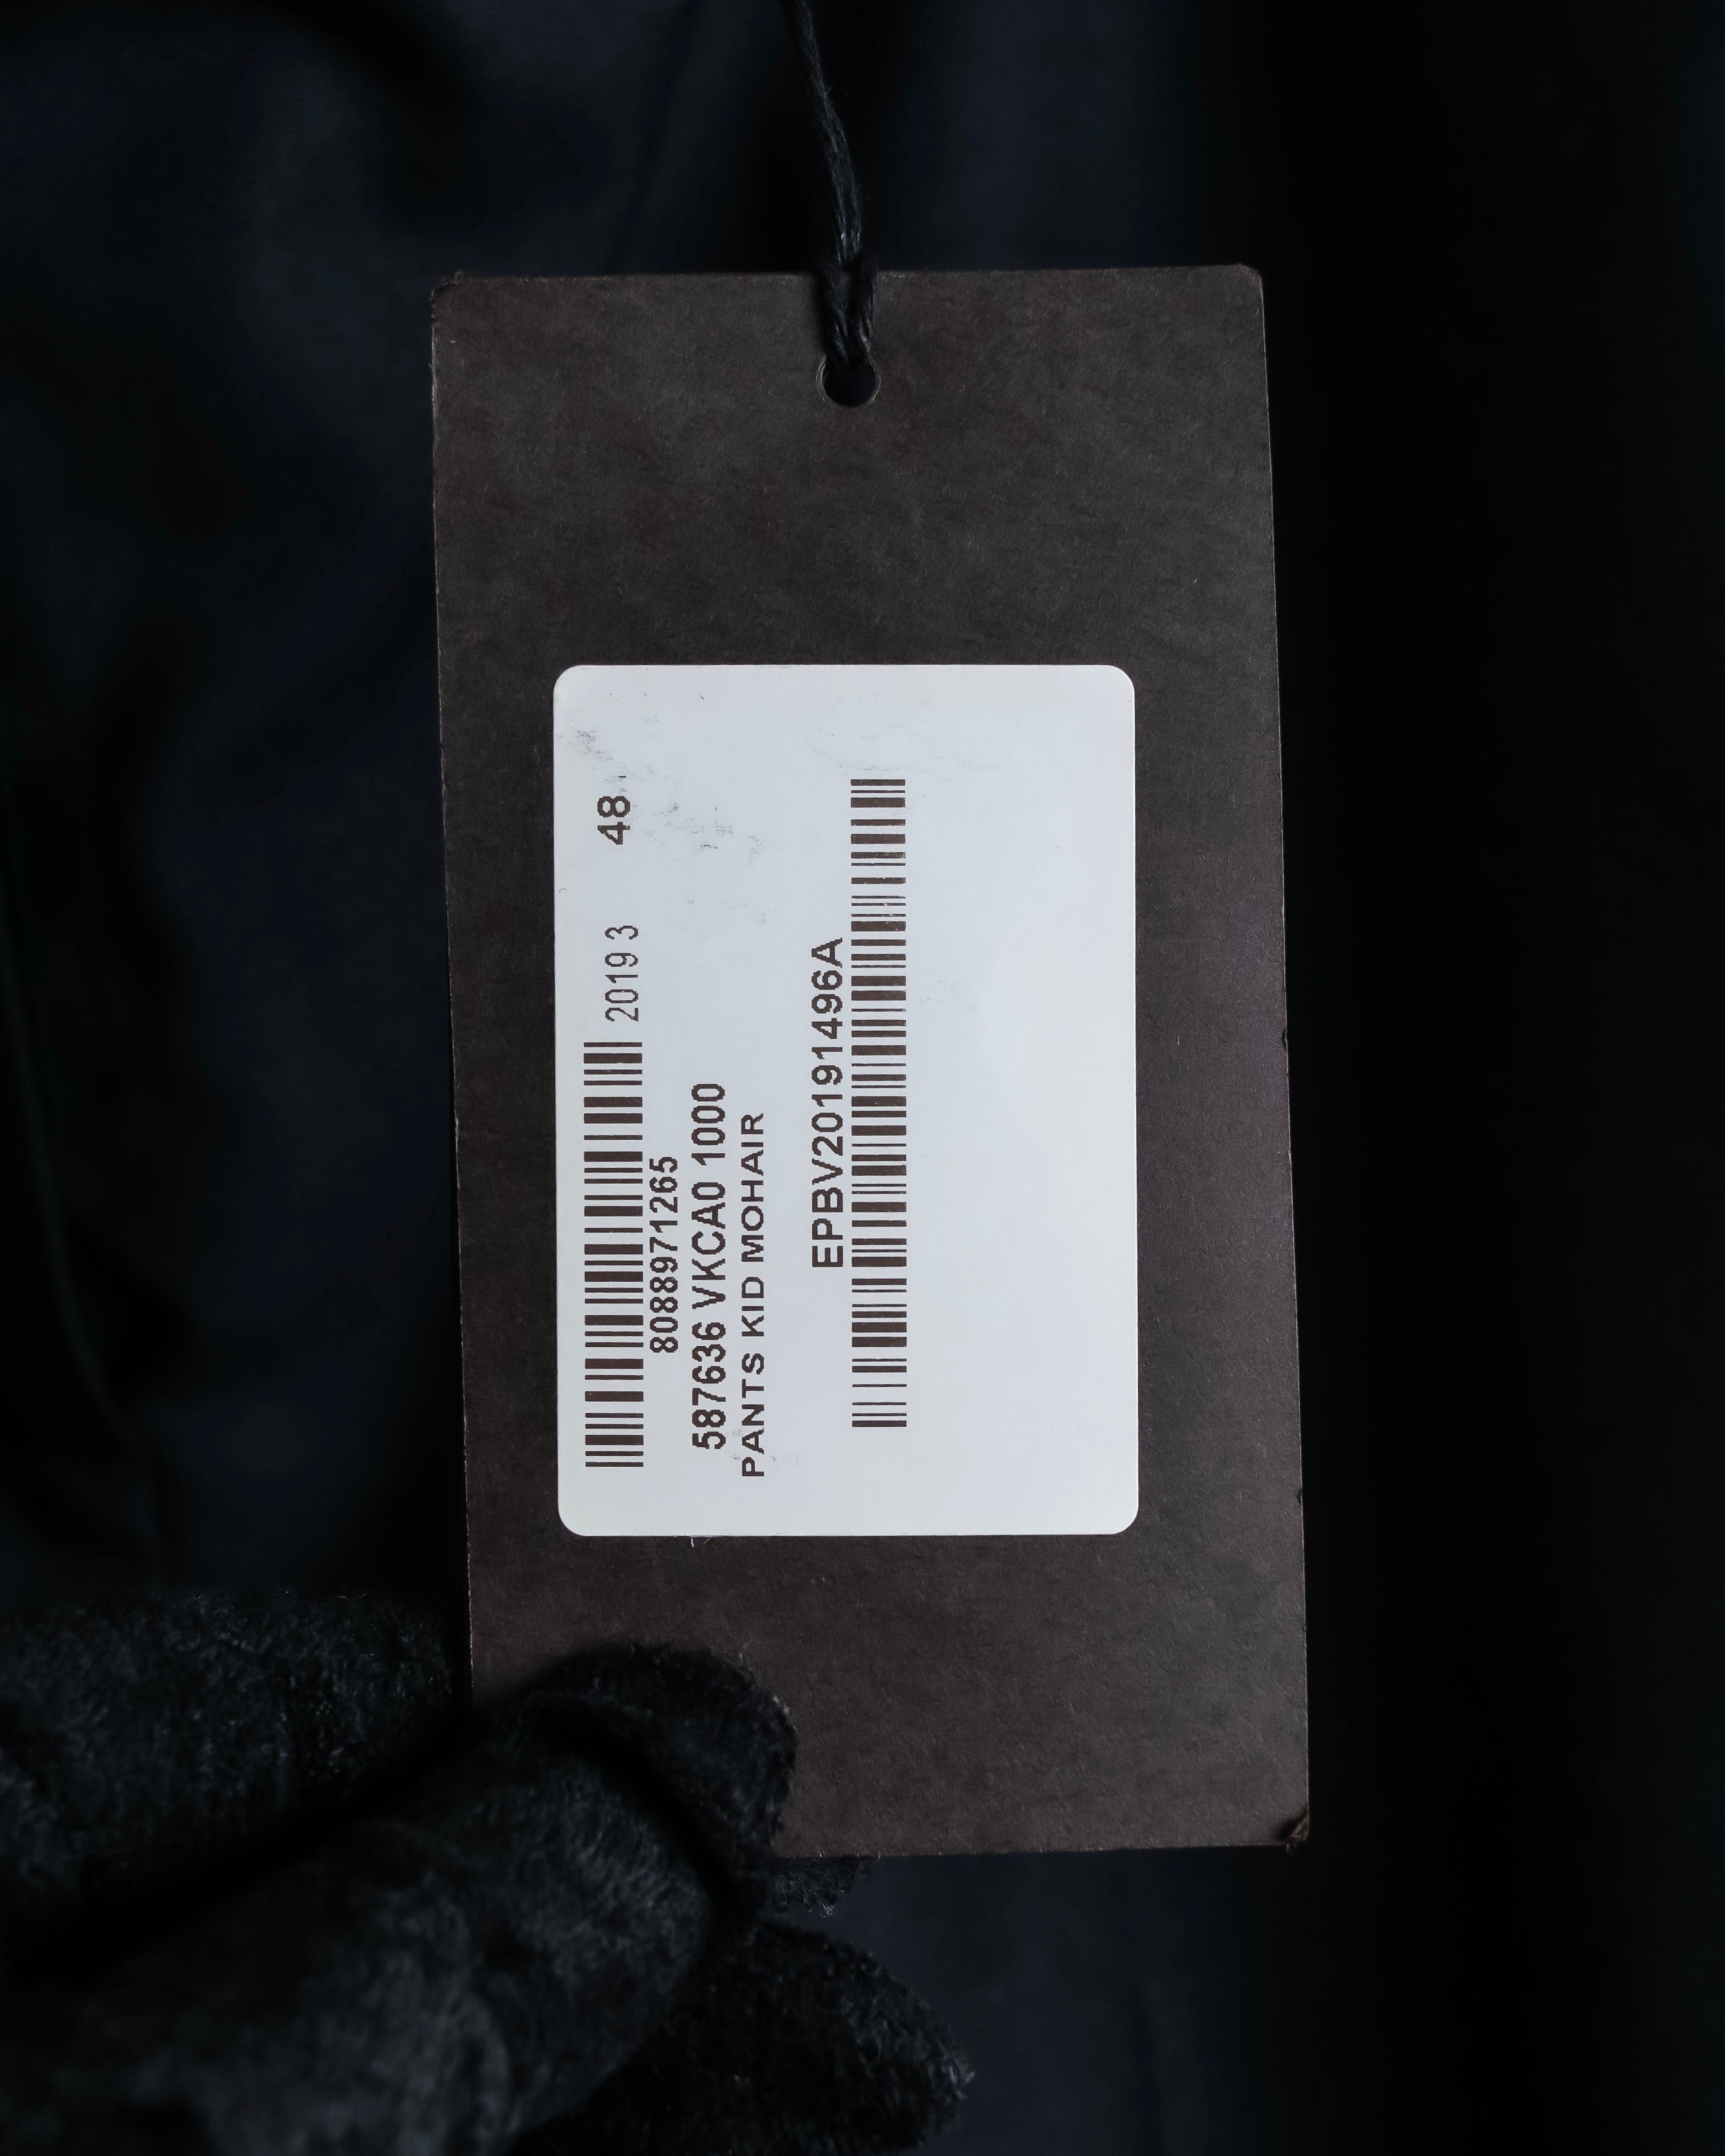 2019 3 48
8088971265
587636 VKCA0 1000
PANTS KID MOHAIR
EPBV20191496A